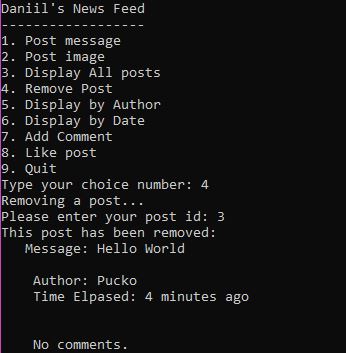 Daniil's News Feed
------------------
1. Post message
2. Post image
3. Display All posts
4. Remove Post
5. Display by Author
6. Display by Date
7. Add Comment
8. Like post
9. Quit
Type your choice number: 4
Removing a post...
Please enter your post id: 3
This post has been removed:
Message: Hello World
Author: Pucko
Time Elpased: 4 minutes ago
No comments.